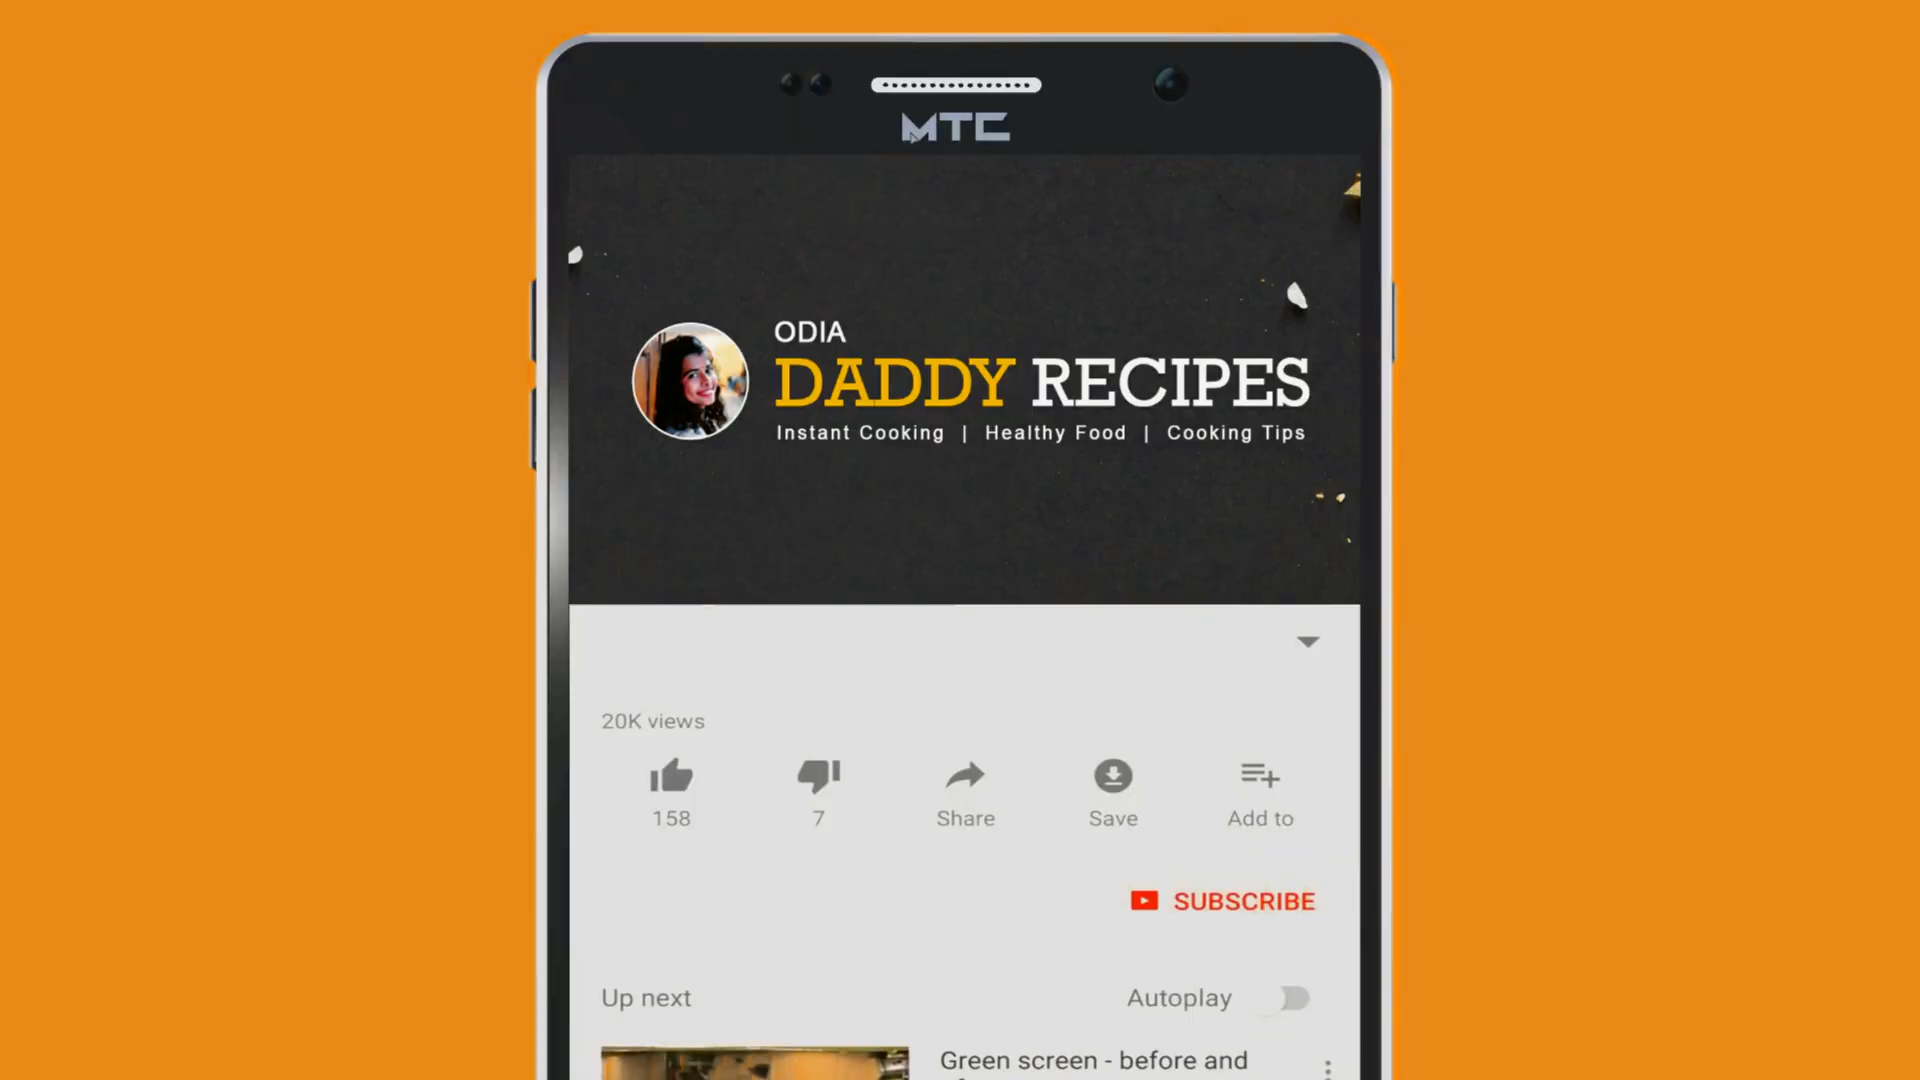 MTC
ODIA
DADDY RECIPES
Instant Cooking | Healthy Food | Cooking Tips
20K views
158
7
Share
Save
Add to
SUBSCRIBE
Up next
Autoplay
Green screen - before and